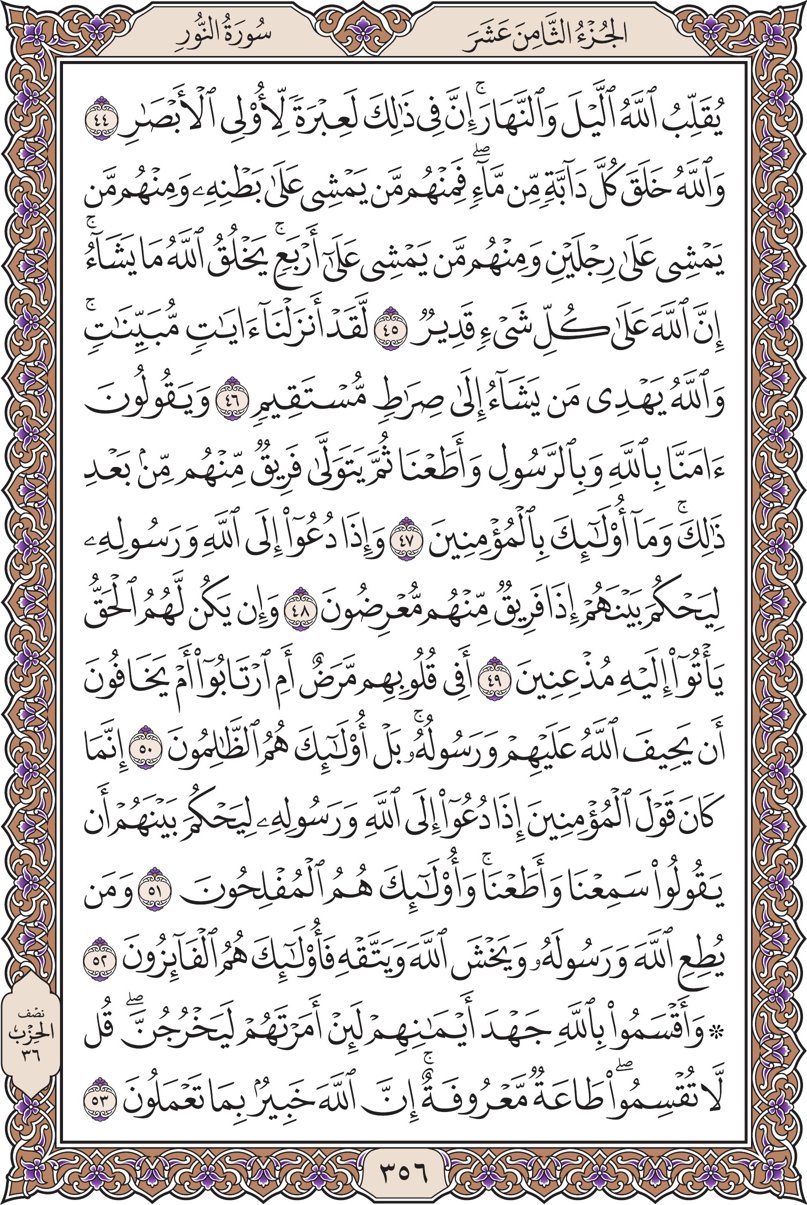 الجُزْءُ الثَّامِنَ عَشَرَ
سُورَةُ النُّورِ
يُقَلِّبُ ٱللَّهُ ٱلَّيْلَ وَٱلنَّهَارَۚ إِنَّ فِى ذَٰلِكَ لَعِبْرَةً لِّأُو۟لِى ٱلْأَبْصَٰرِ ٤٤
وَٱللَّهُ خَلَقَ كُلَّ دَآبَّةٍ مِّن مَّآءٍۖ فَمِنْهُم مَّن يَمْشِى عَلَىٰ بَطْنِهِۦ وَمِنْهُم مَّن
يَمْشِى عَلَىٰ رِجْلَيْنِ وَمِنْهُم مَّن يَمْشِى عَلَىٰٓ أَرْبَعٍۚ يَخْلُقُ ٱللَّهُ مَا يَشَآءُۚ
إِنَّ ٱللَّهَ عَلَىٰ كُلِّ شَىْءٍ قَدِيرٌ ٤٥ لَّقَدْ أَنزَلْنَآ ءَايَٰتٍ مُّبَيِّنَٰتٍۚ
وَٱللَّهُ يَهْدِى مَن يَشَآءُ إِلَىٰ صِرَٰطٍ مُّسْتَقِيمٍ ٤٦ وَيَقُولُونَ
ءَامَنَّا بِٱللَّهِ وَبِٱلرَّسُولِ وَأَطَعْنَا ثُمَّ يَتَوَلَّىٰ فَرِيقٌ مِّنْهُم مِّنۢ بَعْدِ
ذَٰلِكَۚ وَمَآ أُو۟لَٰٓئِكَ بِٱلْمُؤْمِنِينَ ٤٧ وَإِذَا دُعُوٓا۟ إِلَى ٱللَّهِ وَرَسُولِهِۦ
لِيَحْكُمَ بَيْنَهُمْ إِذَا فَرِيقٌ مِّنْهُم مُّعْرِضُونَ ٤٨ وَإِن يَكُن لَّهُمُ ٱلْحَقُّ
يَأْتُوٓا۟ إِلَيْهِ مُذْعِنِينَ ٤٩ أَفِى قُلُوبِهِم مَّرَضٌ أَمِ ٱرْتَابُوٓا۟ أَمْ يَخَافُونَ
أَن يَحِيفَ ٱللَّهُ عَلَيْهِمْ وَرَسُولُهُۥۚ بَلْ أُو۟لَٰٓئِكَ هُمُ ٱلظَّٰلِمُونَ ٥٠ إِنَّمَا
كَانَ قَوْلَ ٱلْمُؤْمِنِينَ إِذَا دُعُوٓا۟ إِلَى ٱللَّهِ وَرَسُولِهِۦ لِيَحْكُمَ بَيْنَهُمْ أَن
يَقُولُوا۟ سَمِعْنَا وَأَطَعْنَاۚ وَأُو۟لَٰٓئِكَ هُمُ ٱلْمُفْلِحُونَ ٥١ وَمَن
يُطِعِ ٱللَّهَ وَرَسُولَهُۥ وَيَخْشَ ٱللَّهَ وَيَتَّقْهِ فَأُو۟لَٰٓئِكَ هُمُ ٱلْفَآئِزُونَ ٥٢
۞ وَأَقْسَمُوا۟ بِٱللَّهِ جَهْدَ أَيْمَٰنِهِمْ لَئِنْ أَمَرْتَهُمْ لَيَخْرُجُنَّۖ قُل
لَّا تُقْسِمُوا۟ۖ طَاعَةٌ مَّعْرُوفَةٌۚ إِنَّ ٱللَّهَ خَبِيرٌۢ بِمَا تَعْمَلُونَ ٥٣
نِصْف
الحِزْب
٣٦
٣٥٦